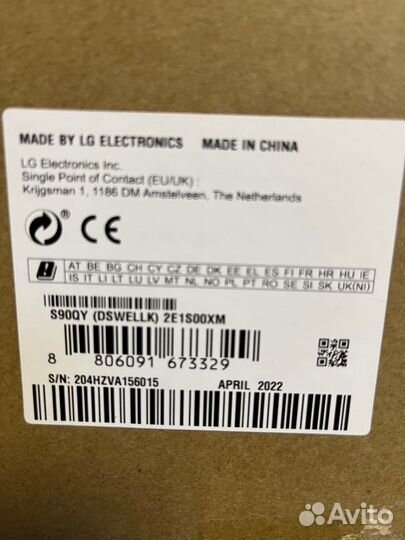 MADE BY LG ELECTRONICS MADE IN CHINA
LG Electronics Inc.
Single Point of Contact (EU/UK) :
Krijgsman 1, 1186 DM Amstelveen, The Netherlands
® CE
AT BE BG CH CY CZ DE DK EE EL ES FI FR HR HU IE
IS IT LI LT LU LV MT NL NO PL PT RO SE SI SK UK(NI)
S90QY (DSWELLK) 2E1S00XM
8 806091 673329
S/N: 204HZVA156015 APRIL 2022
Avito